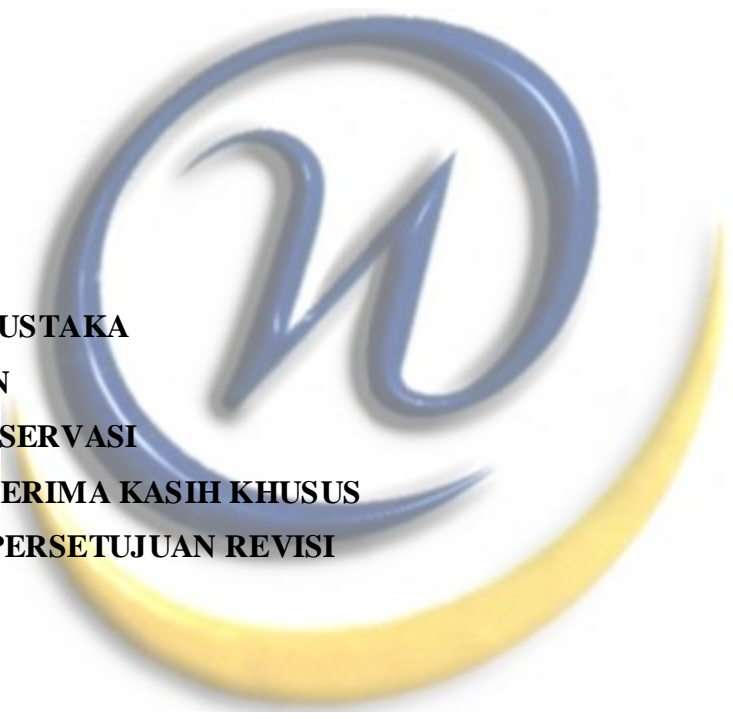 USTAKA
N
SERVASI
ERIMA KASIH KHUSUS
PERSETUJUAN REVISI